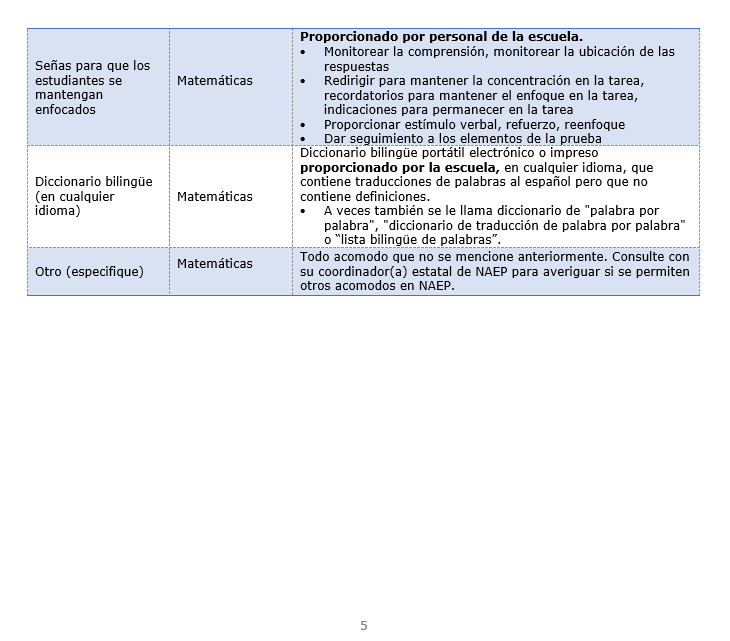 Señas para que los
estudiantes se
mantengan
enfocados
Matemáticas
Proporcionado por personal de la escuela.
• Monitorear la comprensión, monitorear la ubicación de las
respuestas
• Redirigir para mantener la concentración en la tarea,
recordatorios para mantener el enfoque en la tarea,
indicaciones para permanecer en la tarea
• Proporcionar estímulo verbal, refuerzo, reenfoque
• Dar seguimiento a los elementos de la prueba
Diccionario bilingüe
(en cualquier
idioma)
Matemáticas
Diccionario bilingüe portátil electrónico o impreso
proporcionado por la escuela, en cualquier idioma, que
contiene traducciones de palabras al español pero que no
contiene definiciones.
• A veces también se le llama diccionario de "palabra por
palabra", "diccionario de traducción de palabra por palabra"
o “lista bilingüe de palabras”.
Otro (especifique)
Matemáticas
Todo acomodo que no se mencione anteriormente. Consulte con
su coordinador(a) estatal de NAEP para averiguar si se permiten
otros acomodos en NAEP.
5